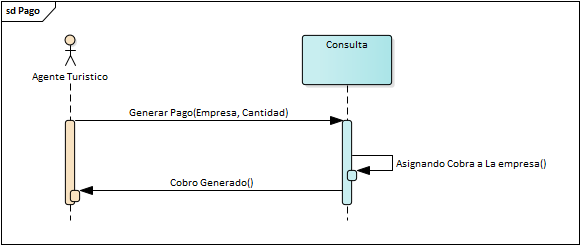 sd Pago
Consulta
Agente Turistico
Generar Pago(Empresa, Cantidad)
Asignando Cobra a La empresa()
Cobro Generado()